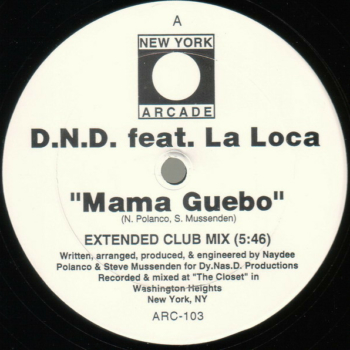 A
NEW YORK
ARCADE
D.N.D. feat. La Loca
"Mama Guebo"
(N. Polanco, S. Mussenden)
EXTENDED CLUB MIX (5:46)
Written, arranged, produced, & engineered by Naydee
Polanco & Steve Mussenden for Dy.Nas.D. Productions
Recorded & mixed at "The Closet" in
Washington Heights
New York, NY
ARC-103